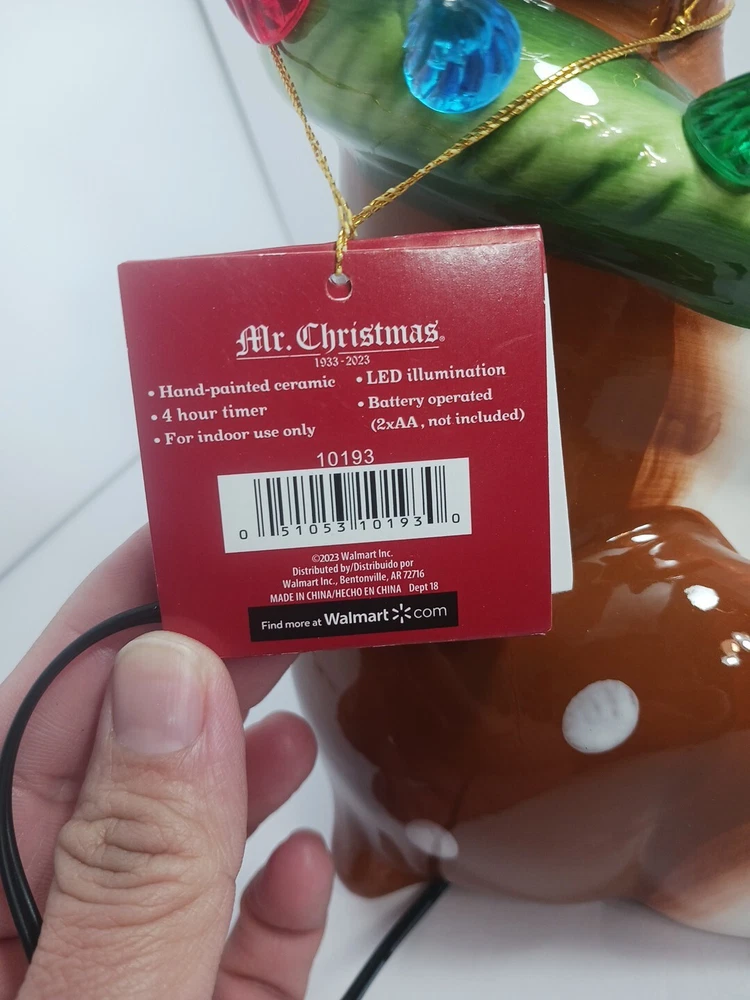 Mr. Christmas®
1933-2023
• Hand-painted ceramic
• 4 hour timer
• For indoor use only
• LED illumination
• Battery operated
(2xAA, not included)
10193
0 51053 10193 0
©2023 Walmart Inc.
Distributed by/Distribuido por
Walmart Inc., Bentonville, AR 72716
MADE IN CHINA/HECHO EN CHINA Dept 18
Find more at Walmart.com